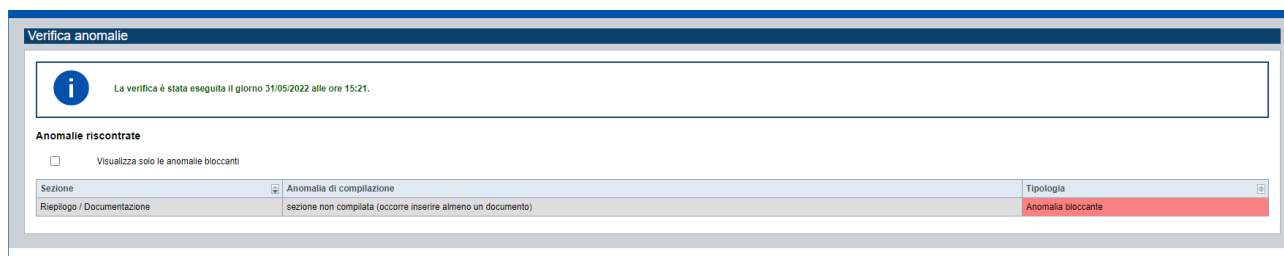 Verifica anomalie
La verifica è stata eseguita il giorno 31/05/2022 alle ore 15:21.
Anomalie riscontrate
Visualizza solo le anomalie bloccanti
Sezione Anomalia di compilazione Tipologia
Riepilogo / Documentazione sezione non compilata (occorre inserire almeno un documento) Anomalia bloccante